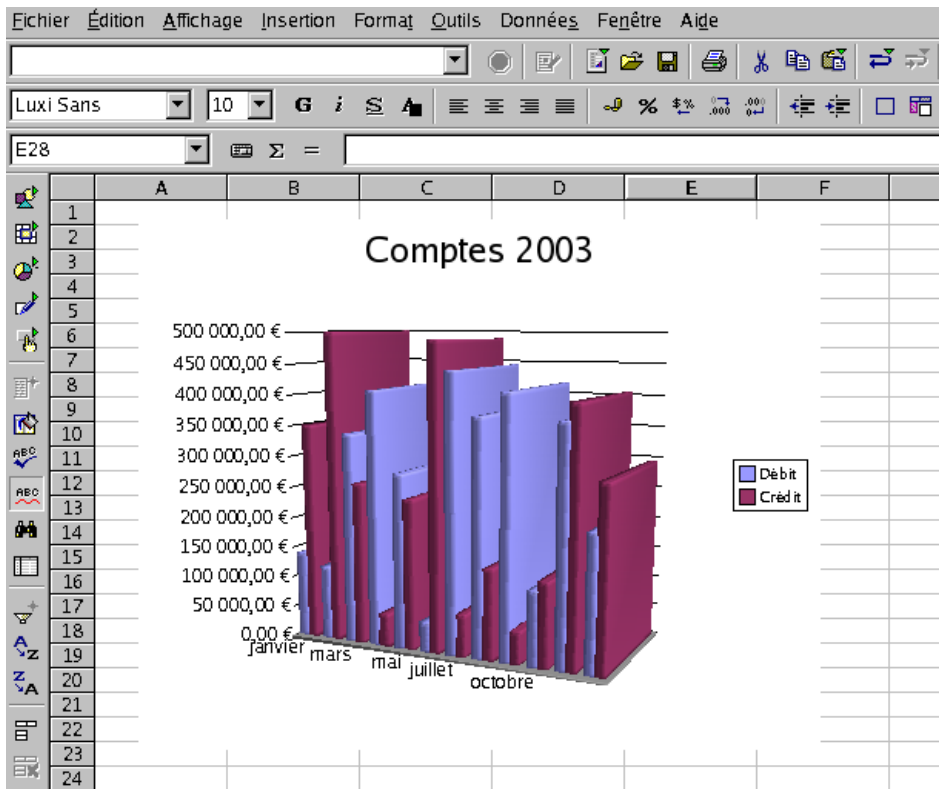 Fichier Édition Affichage Insertion Format Outils Données Fenêtre Aide
Luxi Sans 10 G i S A % $% .000 .000
E28 Σ =
A B C D E F
1
2
3
4
5
6
7
8
9
10
11
12
13
14
15
16
17
18
19
20
21
22
23
24
ABC
ABC
A Z
Z A
Comptes 2003
500 000,00 €
450 000,00 €
400 000,00 €
350 000,00 €
300 000,00 €
250 000,00 €
200 000,00 €
150 000,00 €
100 000,00 €
50 000,00 €
0,00 €
janvier mars mai juillet octobre
Débit
Crédit